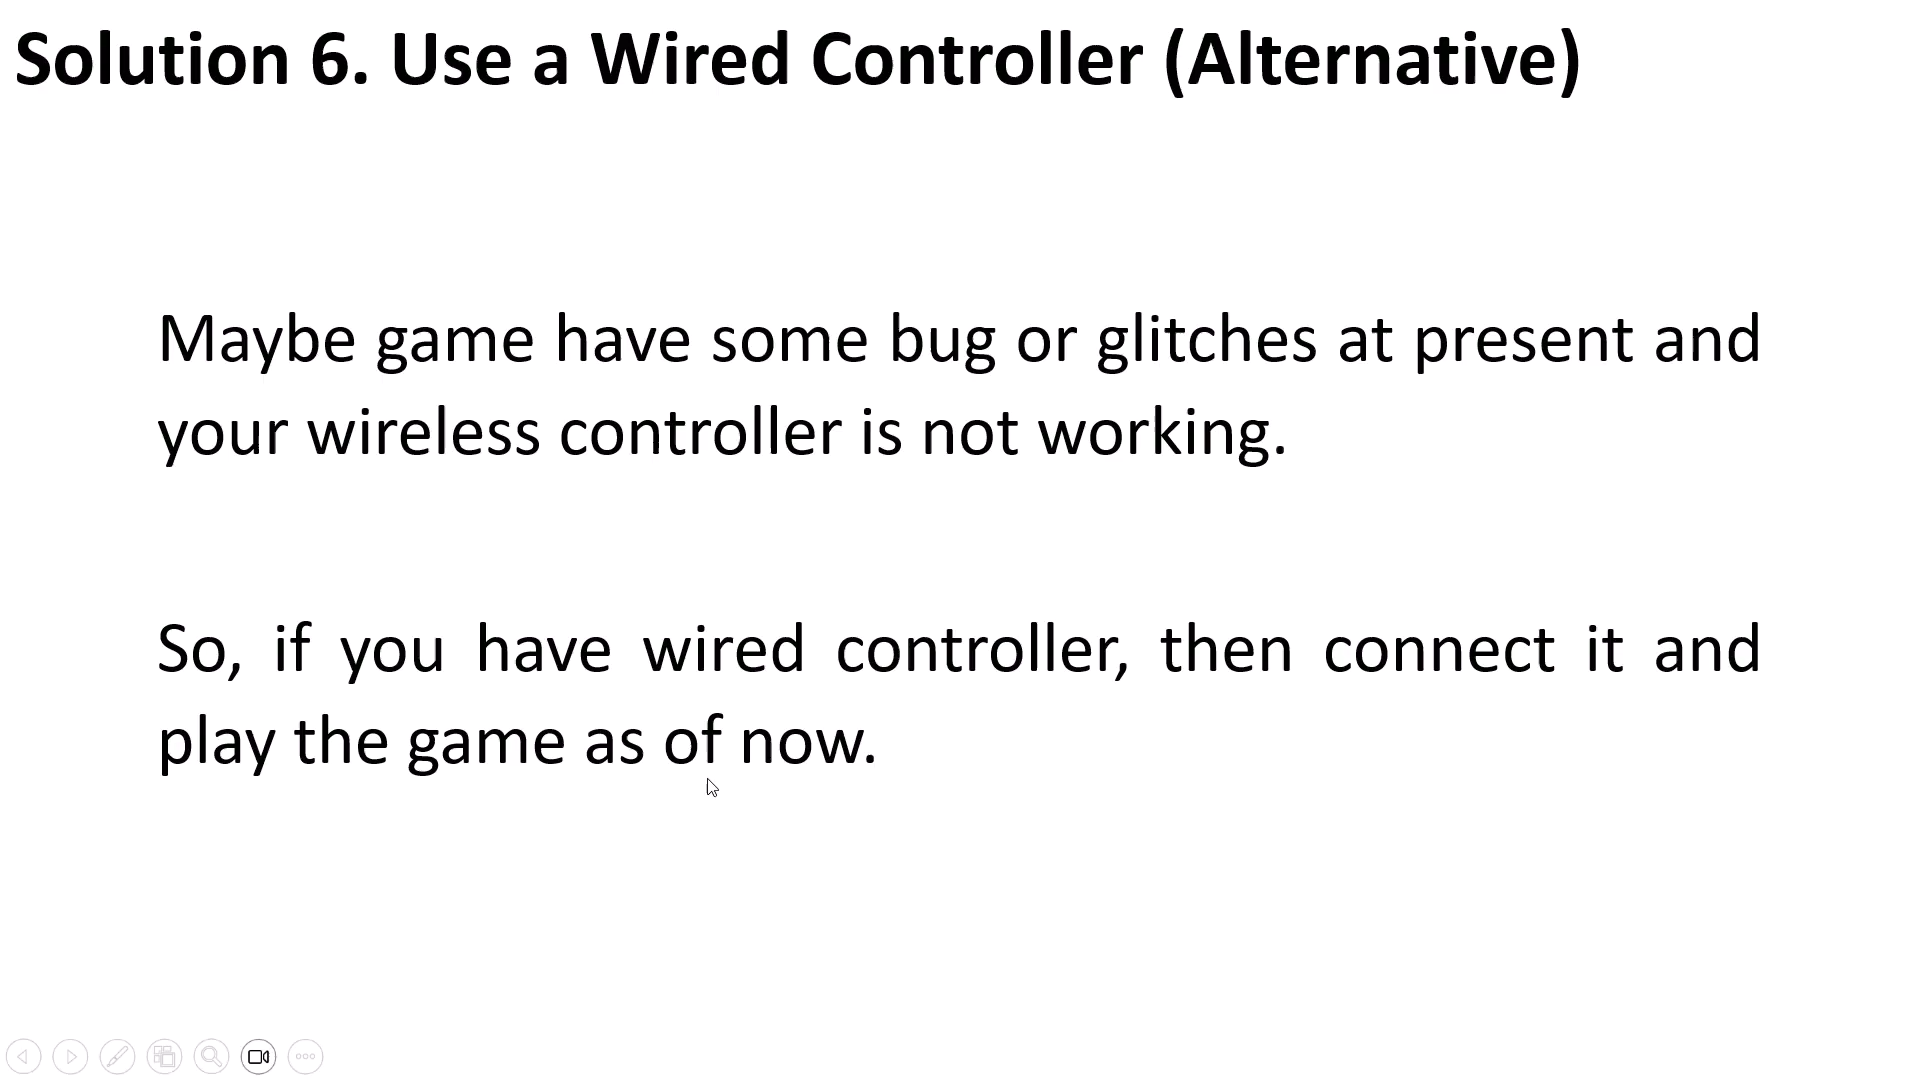 Solution 6. Use a Wired Controller (Alternative)
Maybe game have some bug or glitches at present and
your wireless controller is not working.
So, if you have wired controller, then connect it and
play the game as of now.